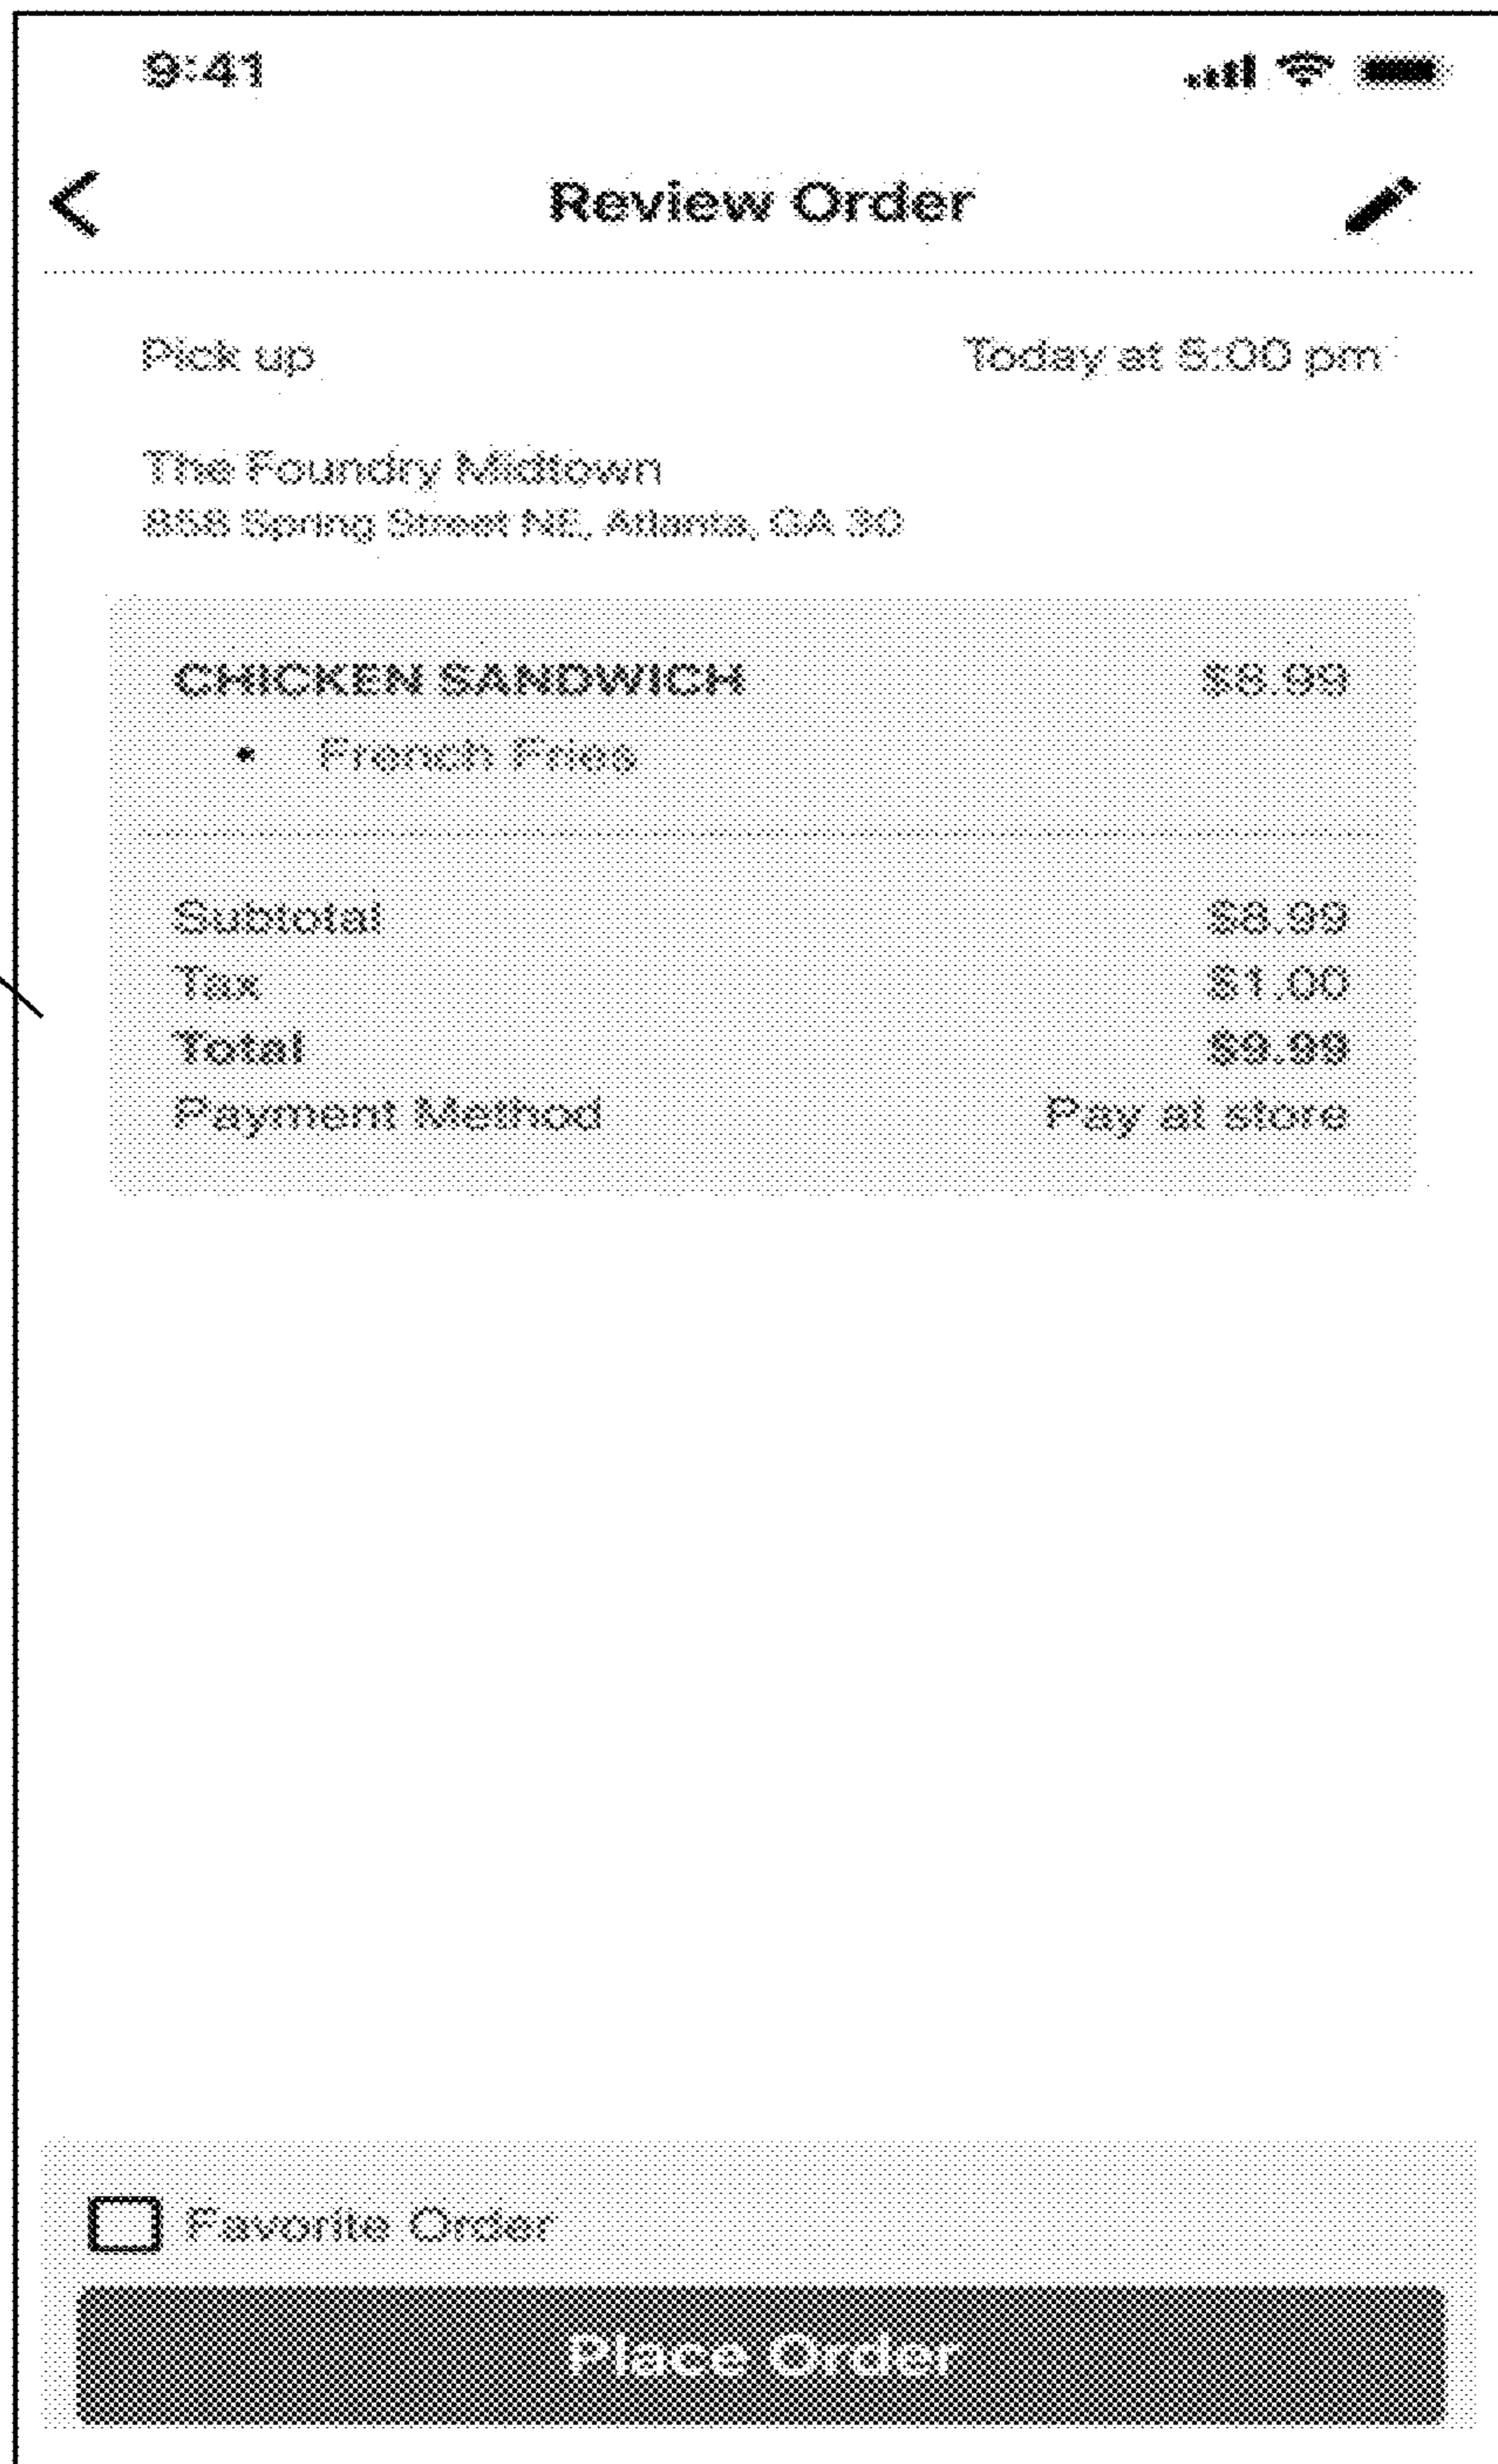 9:41
Review Order
Pick up Today at 5:00 pm
The Foundry Midtown
858 Spring Street NE, Atlanta, GA 30
CHICKEN SANDWICH $8.99
• French Fries
Subtotal $8.99
Tax $1.00
Total $9.99
Payment Method Pay at store
Favorite Order
Place Order